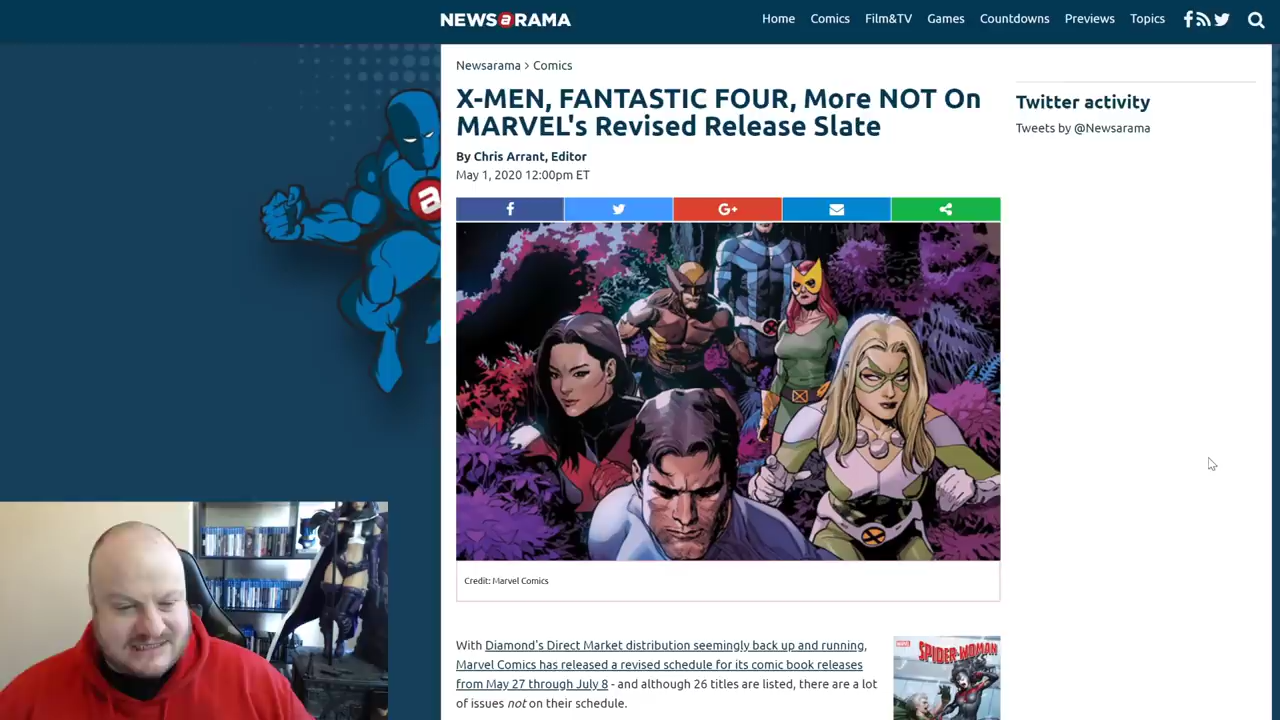 NEWSaRAMA
Home Comics Film&TV Games Countdowns Previews Topics
Newsarama > Comics
X-MEN, FANTASTIC FOUR, More NOT On
MARVEL's Revised Release Slate
By Chris Arrant, Editor
May 1, 2020 12:00pm ET
G+
Twitter activity
Tweets by @Newsarama
a
Credit: Marvel Comics
With Diamond's Direct Market distribution seemingly back up and running,
Marvel Comics has released a revised schedule for its comic book releases
from May 27 through July 8 - and although 26 titles are listed, there are a lot
of issues not on their schedule.
MARVEL
SPIDER-WOMAN